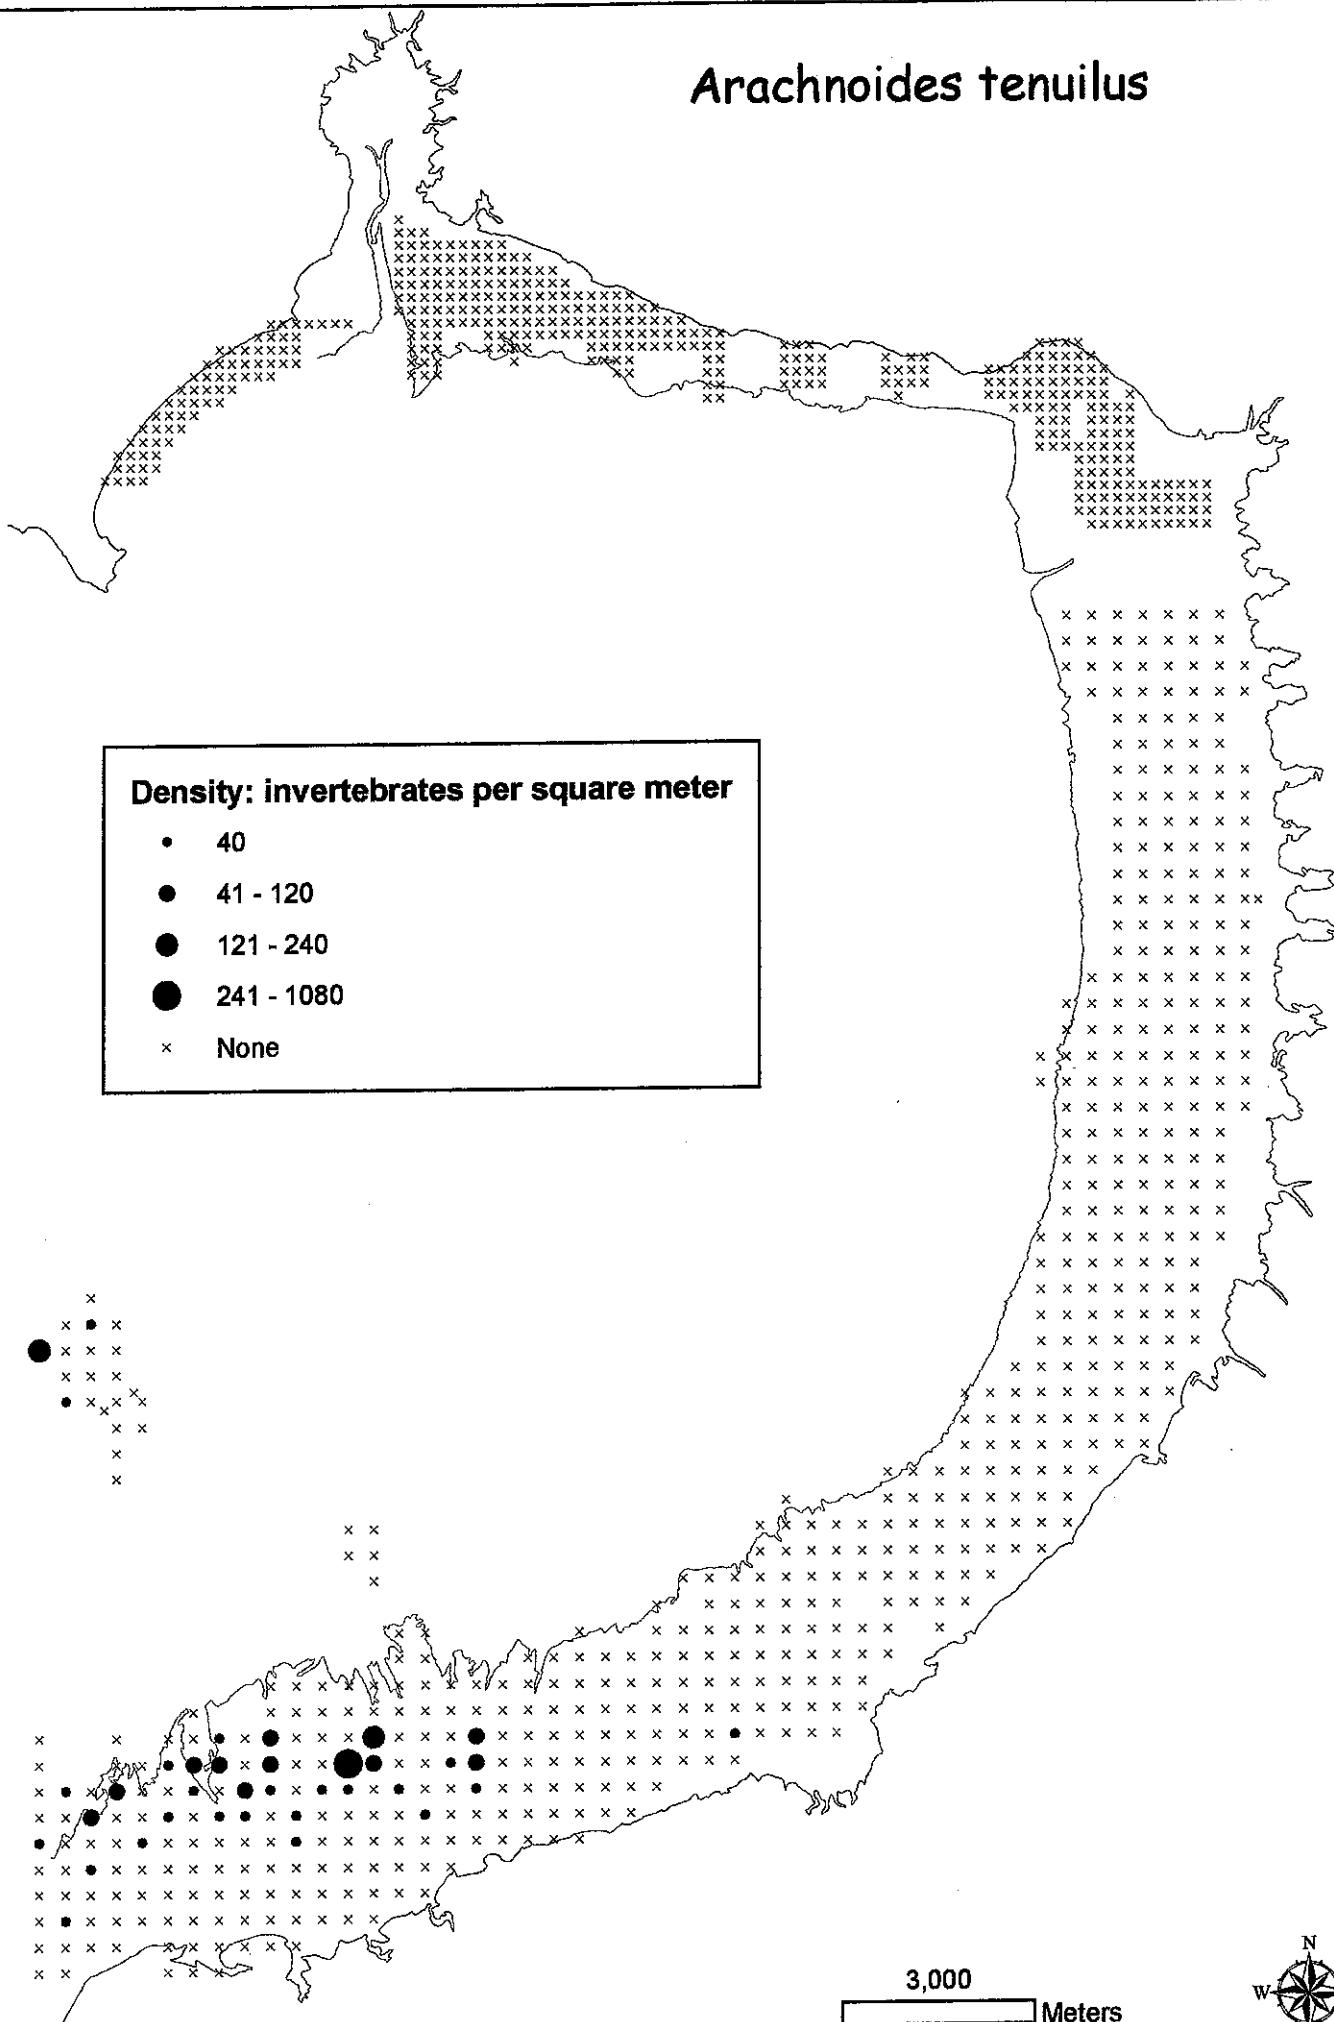 Arachnoides tenuilus
Density: invertebrates per square meter
40
41 - 120
121 - 240
241 - 1080
None
3,000
Meters
N
W